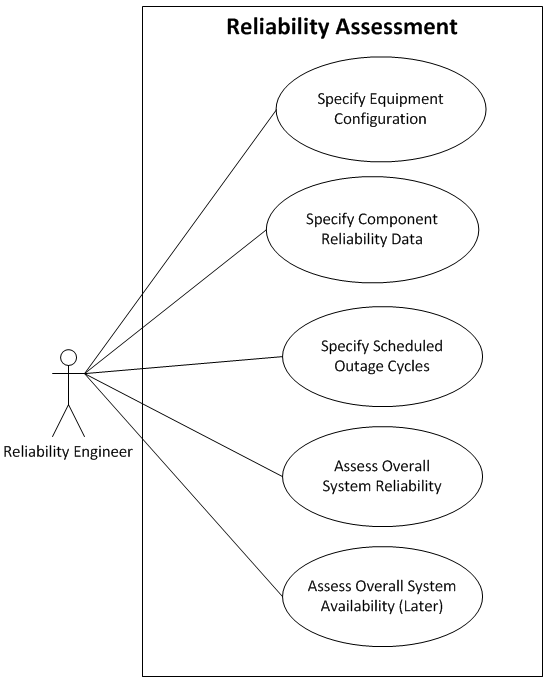 Reliability Assessment
Specify Equipment
Configuration
Specify Component
Reliability Data
Specify Scheduled
Outage Cycles
Reliability Engineer
Assess Overall
System Reliability
Assess Overall System
Availability (Later)